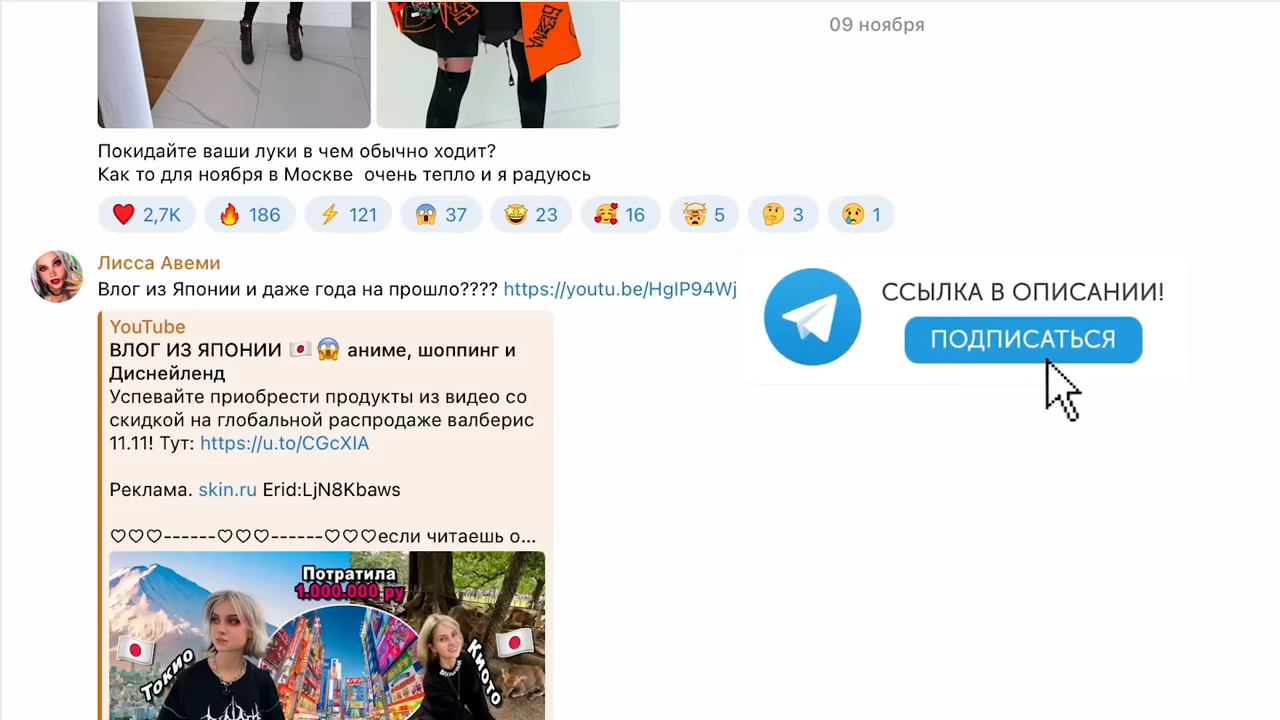 09 ноября
Покидайте ваши луки в чем обычно ходит?
Как то для ноября в Москве очень тепло и я радуюсь
2,7K 186 121 37 23 16 5 3 1
Лисса Авеми
Влог из Японии и даже года на прошло???? https://youtu.be/HgIP94Wj
ССЫЛКА В ОПИСАНИИ!
ПОДПИСАТЬСЯ
YouTube
ВЛОГ ИЗ ЯПОНИИ 🇯🇵😱 аниме, шоппинг и
Диснейленд
Успевайте приобрести продукты из видео со
скидкой на глобальной распродаже валберис
11.11! Тут: https://u.to/CGcXIA
Реклама. skin.ru Erid:LjN8Kbaws
♡♡♡------♡♡♡------♡♡♡если читаешь о...
Потратила
1.000.000 ру
Токио
Киото